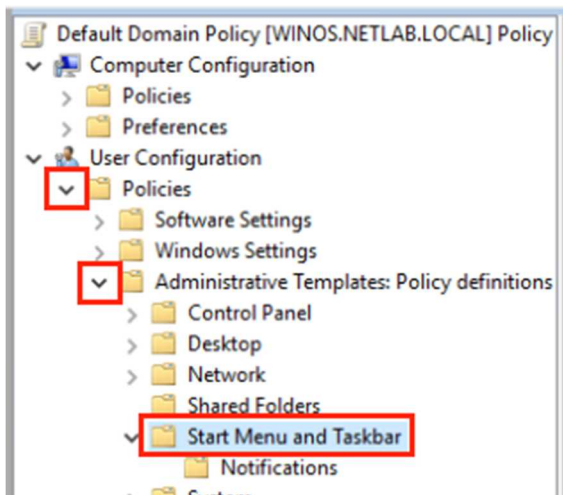 Default Domain Policy [WINOS.NETLAB.LOCAL] Policy
Computer Configuration
Policies
Preferences
User Configuration
Policies
Software Settings
Windows Settings
Administrative Templates: Policy definitions
Control Panel
Desktop
Network
Shared Folders
Start Menu and Taskbar
Notifications